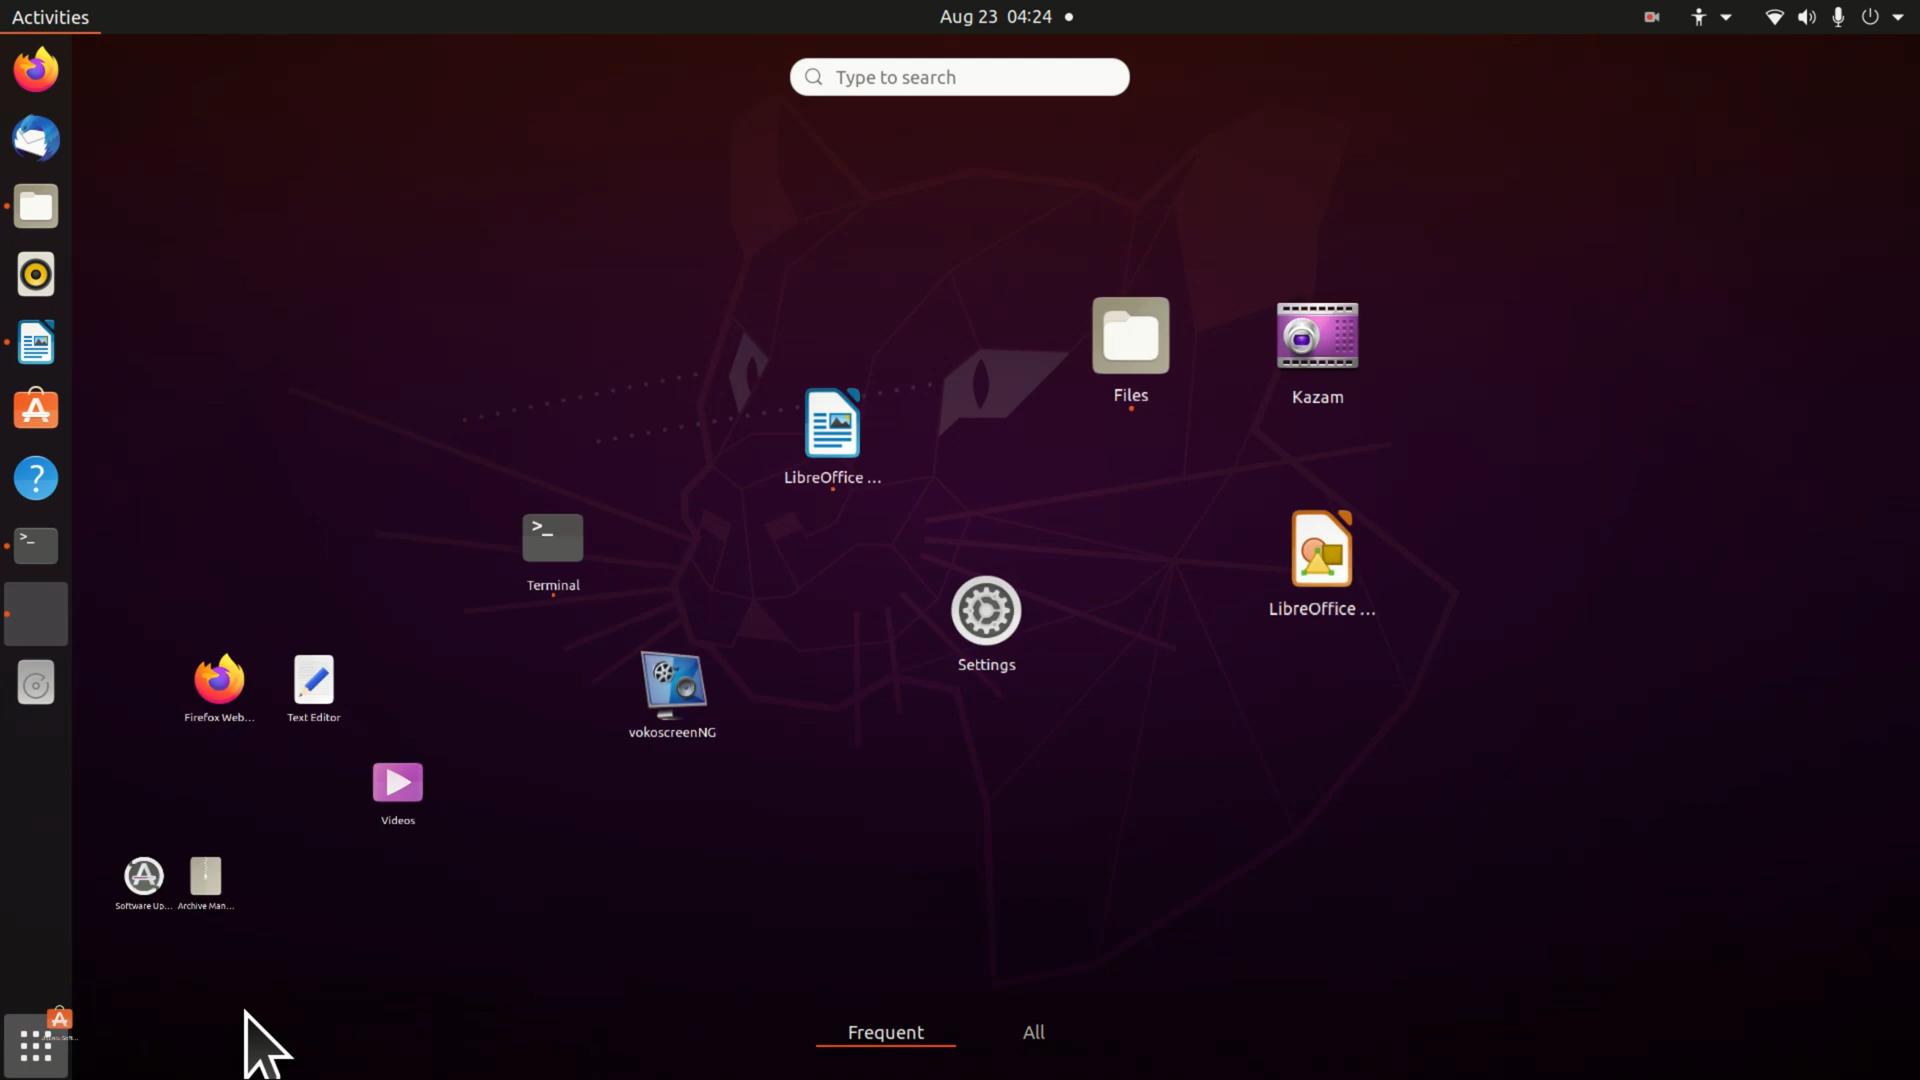 Activities
Aug 23 04:24
Type to search
Files
Kazam
LibreOffice ...
Terminal
LibreOffice ...
Settings
Firefox Web...
Text Editor
vokoscreenNG
Videos
Software Up...
Archive Man...
Frequent
All